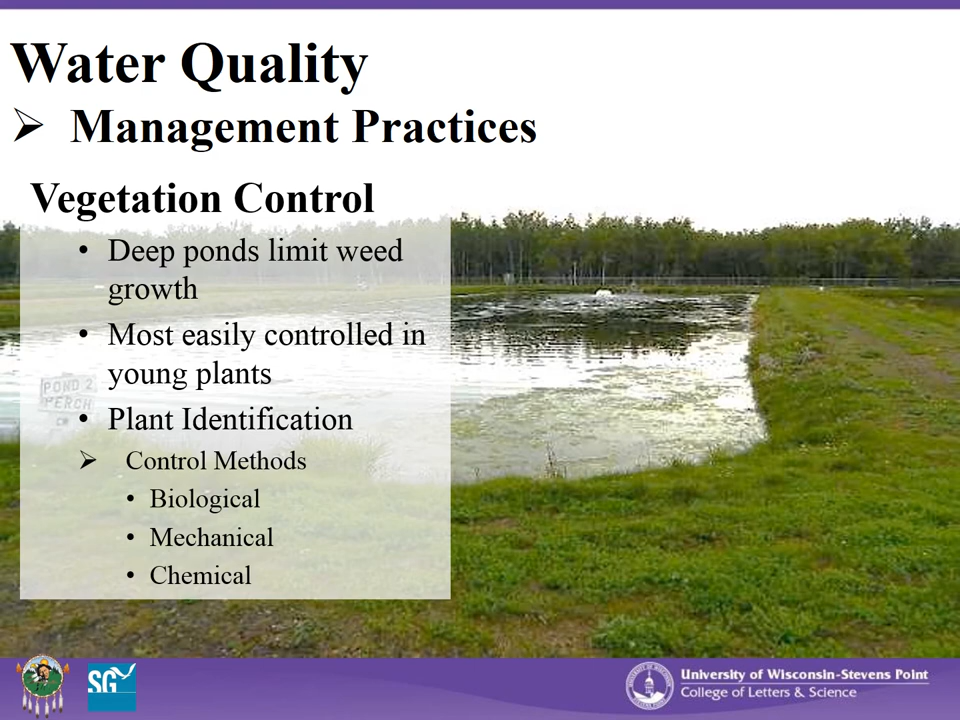 Water Quality
➢ Management Practices
Vegetation Control
• Deep ponds limit weed
growth
• Most easily controlled in
young plants
• Plant Identification
➢ Control Methods
• Biological
• Mechanical
• Chemical
POND 2
PERCH
SG
University of Wisconsin-Stevens Point
College of Letters & Science